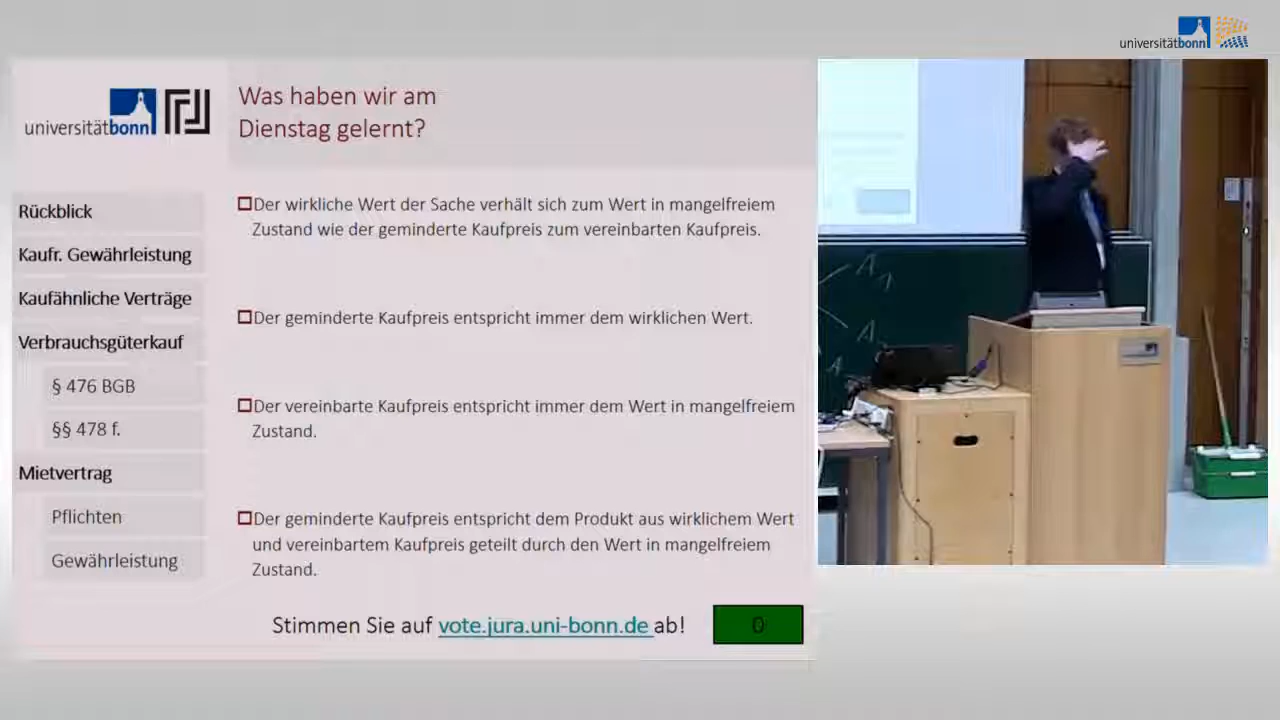 universitätbonn
universitätbonn
Was haben wir am
Dienstag gelernt?
Rückblick
Kaufr. Gewährleistung
Kaufähnliche Verträge
Verbrauchsgüterkauf
§ 476 BGB
§§ 478 f.
Mietvertrag
Pflichten
Gewährleistung
Der wirkliche Wert der Sache verhält sich zum Wert in mangelfreiem
Zustand wie der geminderte Kaufpreis zum vereinbarten Kaufpreis.
Der geminderte Kaufpreis entspricht immer dem wirklichen Wert.
Der vereinbarte Kaufpreis entspricht immer dem Wert in mangelfreiem
Zustand.
Der geminderte Kaufpreis entspricht dem Produkt aus wirklichem Wert
und vereinbartem Kaufpreis geteilt durch den Wert in mangelfreiem
Zustand.
Stimmen Sie auf vote.jura.uni-bonn.de ab!
0